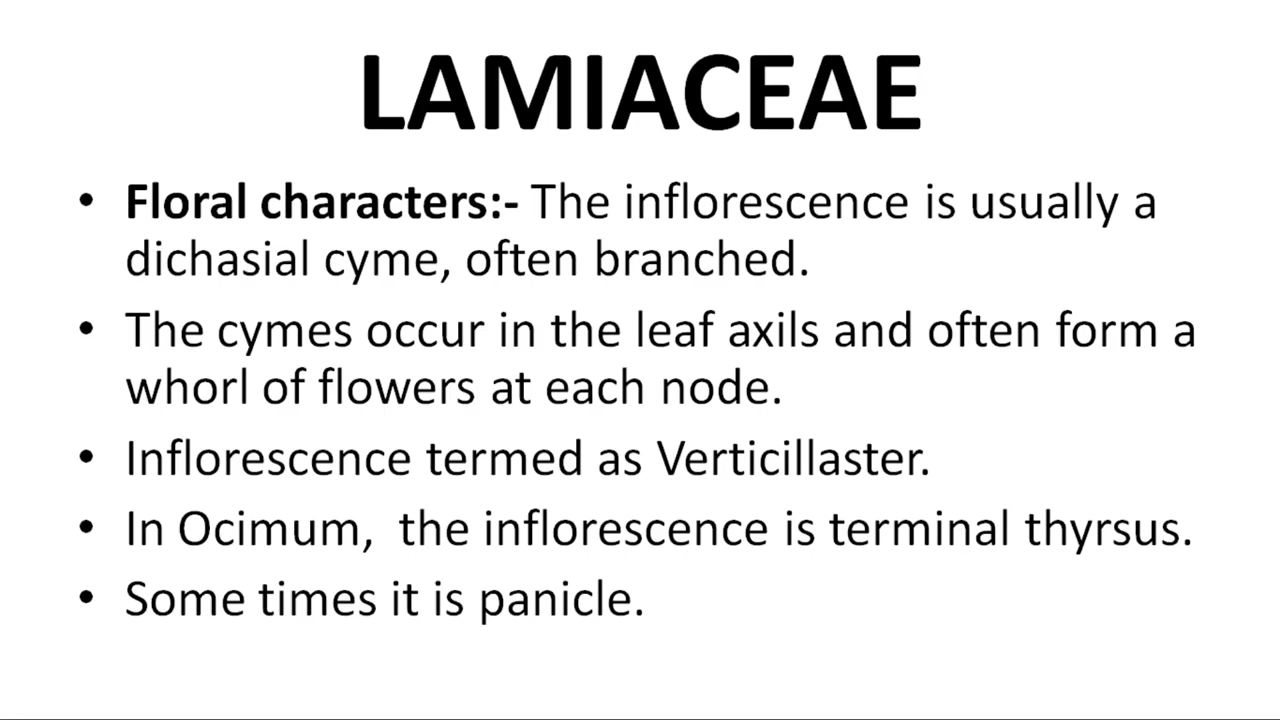 LAMIACEAE
• Floral characters:- The inflorescence is usually a
dichasial cyme, often branched.
• The cymes occur in the leaf axils and often form a
whorl of flowers at each node.
• Inflorescence termed as Verticillaster.
• In Ocimum,  the inflorescence is terminal thyrsus.
• Some times it is panicle.